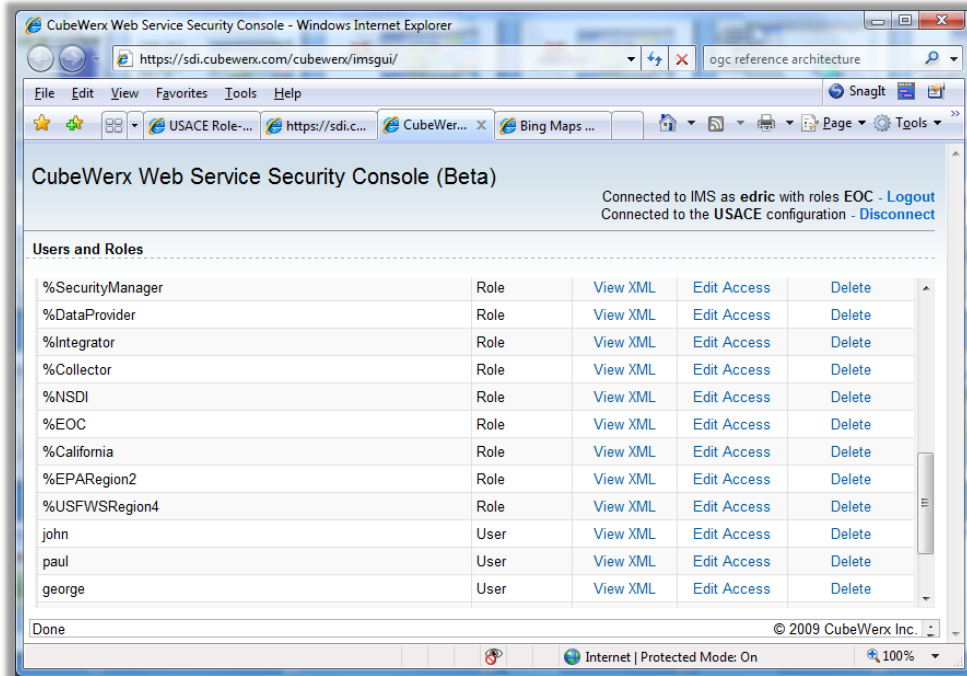 CubeWerx Web Service Security Console - Windows Internet Explorer
https://sdi.cubewerx.com/cubewerx/imsgui/ ogc reference architecture
File Edit View Favorites Tools Help SnagIt
USACE Role-... https://sdi.c... CubeWer... X Bing Maps ... Page Tools »
CubeWerx Web Service Security Console (Beta)
Connected to IMS as edric with roles EOC - Logout
Connected to the USACE configuration - Disconnect
Users and Roles
%SecurityManager Role View XML Edit Access Delete
%DataProvider Role View XML Edit Access Delete
%Integrator Role View XML Edit Access Delete
%Collector Role View XML Edit Access Delete
%NSDI Role View XML Edit Access Delete
%EOC Role View XML Edit Access Delete
%California Role View XML Edit Access Delete
%EPARegion2 Role View XML Edit Access Delete
%USFWSRegion4 Role View XML Edit Access Delete
john User View XML Edit Access Delete
paul User View XML Edit Access Delete
george User View XML Edit Access Delete
Done © 2009 CubeWerx Inc.
Internet | Protected Mode: On 100%